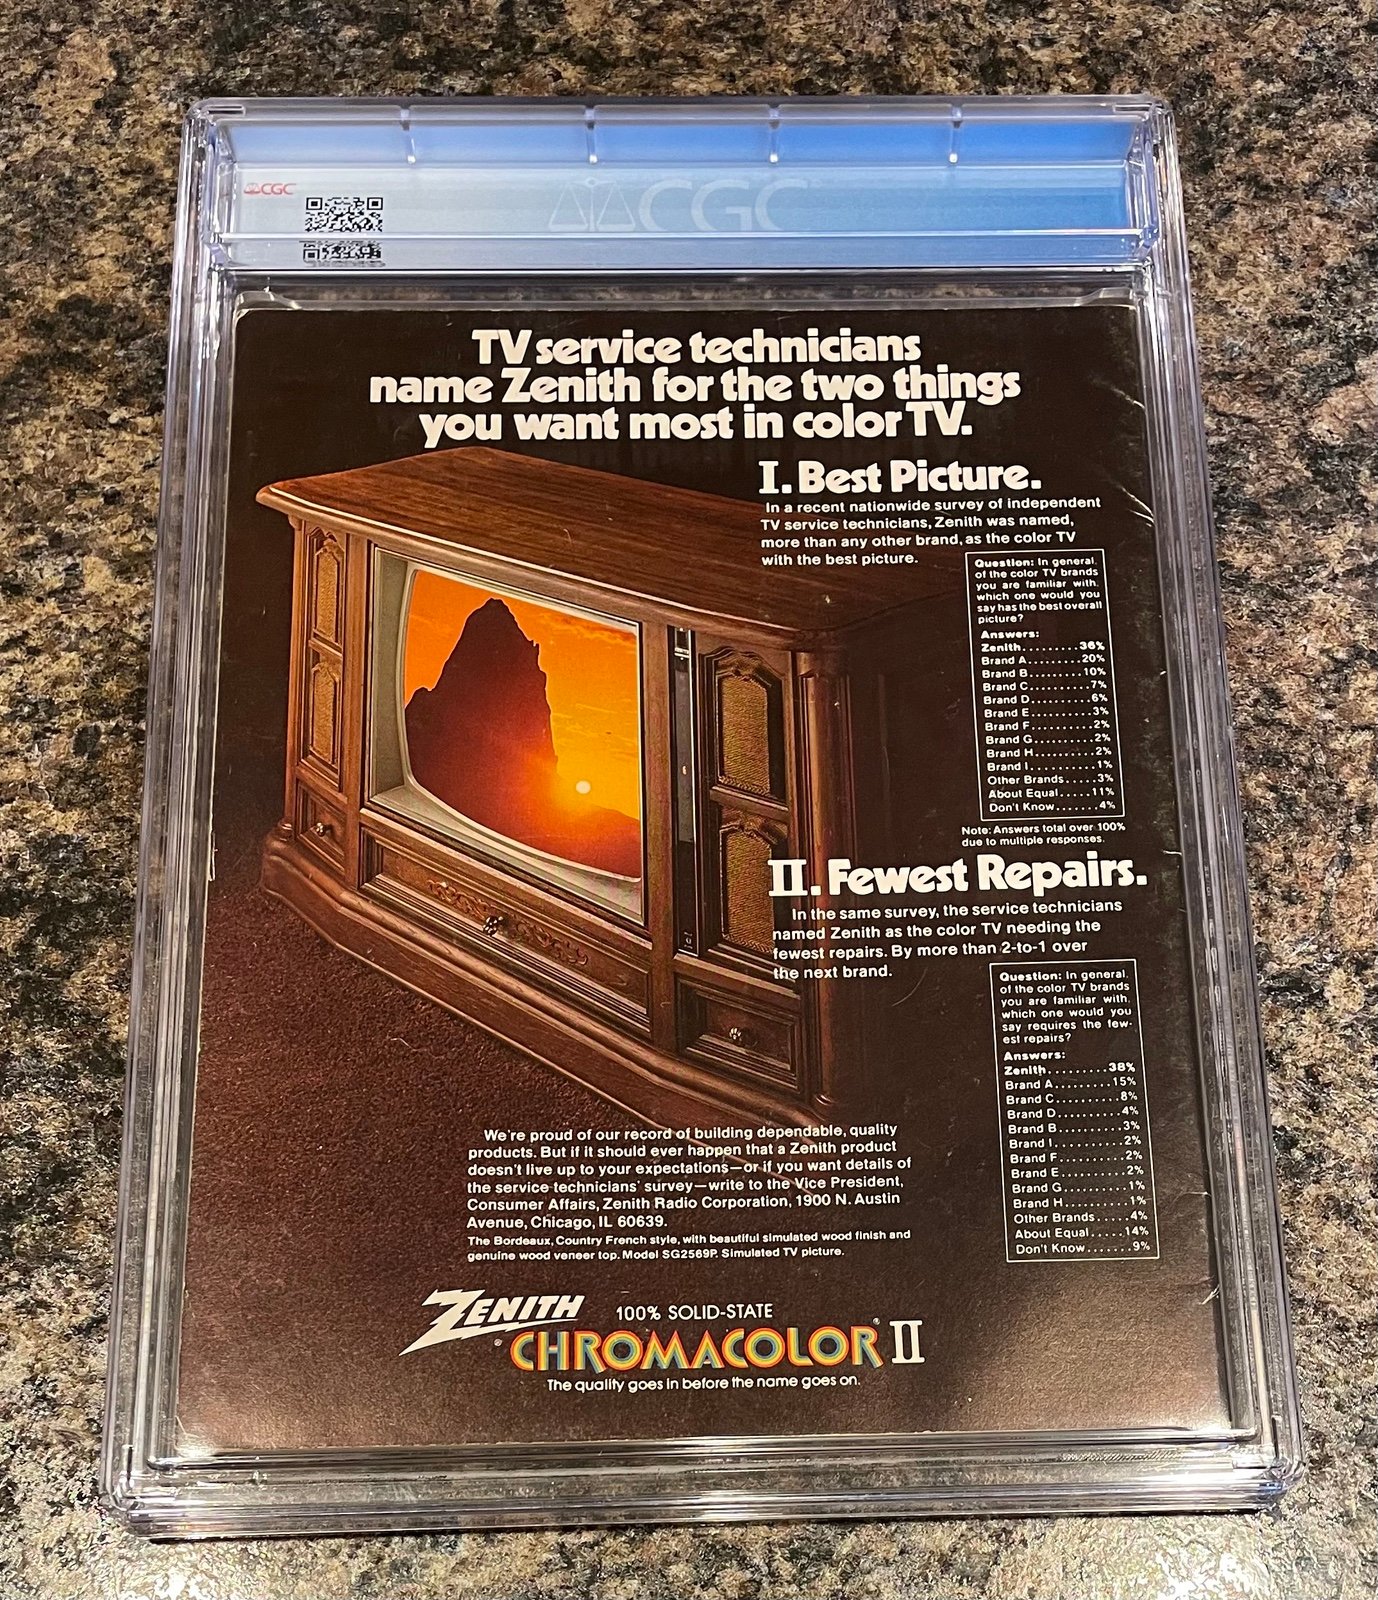 CGC
CGC
TV service technicians
name Zenith for the two things
you want most in color TV.
I. Best Picture.
In a recent nationwide survey of independent
TV service technicians, Zenith was named,
more than any other brand, as the color TV
with the best picture.
Question: In general,
of the color TV brands
you are familiar with,
which one would you
say has the best overall
picture?
Answers:
Zenith.........36%
Brand A.........20%
Brand B.........10%
Brand C..........7%
Brand D..........6%
Brand E..........3%
Brand F..........2%
Brand G..........2%
Brand H..........2%
Brand I..........1%
Other Brands.....3%
About Equal.....11%
Don't Know.......4%
Note: Answers total over 100%
due to multiple responses.
II. Fewest Repairs.
In the same survey, the service technicians
named Zenith as the color TV needing the
fewest repairs. By more than 2-to-1 over
the next brand.
Question: In general,
of the color TV brands
you are familiar with,
which one would you
say requires the few-
est repairs?
Answers:
Zenith.........38%
Brand A.........15%
Brand C..........8%
Brand D..........4%
Brand B..........3%
Brand I..........2%
Brand F..........2%
Brand E..........2%
Brand G..........1%
Brand H..........1%
Other Brands.....4%
About Equal.....14%
Don't Know.......9%
We're proud of our record of building dependable, quality
products. But if it should ever happen that a Zenith product
doesn't live up to your expectations—or if you want details of
the service technicians' survey—write to the Vice President,
Consumer Affairs, Zenith Radio Corporation, 1900 N. Austin
Avenue, Chicago, IL 60639.
The Bordeaux, Country French style, with beautiful simulated wood finish and
genuine wood veneer top. Model SG2569P. Simulated TV picture.
ZENITH 100% SOLID-STATE
® CHROMACOLOR® II
The quality goes in before the name goes on.